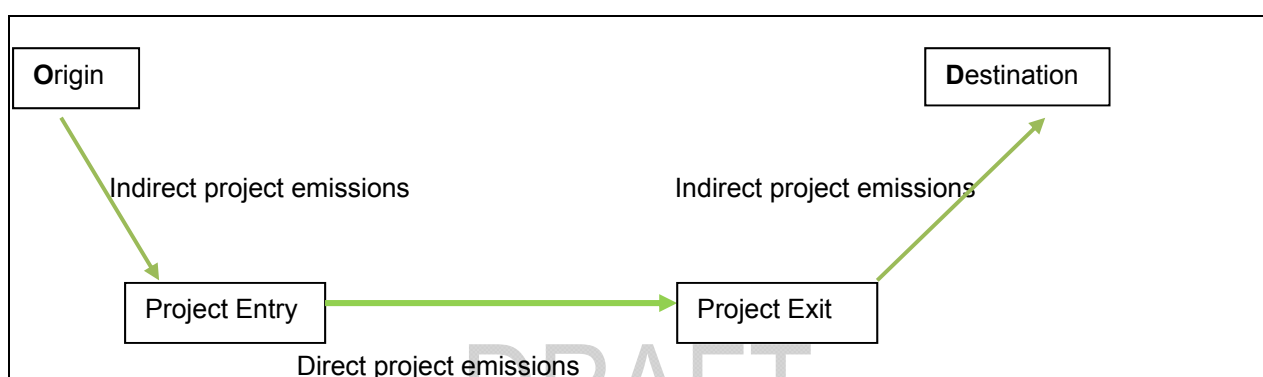 Origin
Destination
Indirect project emissions
Indirect project emissions
Project Entry
Project Exit
Direct project emissions
DRAFT